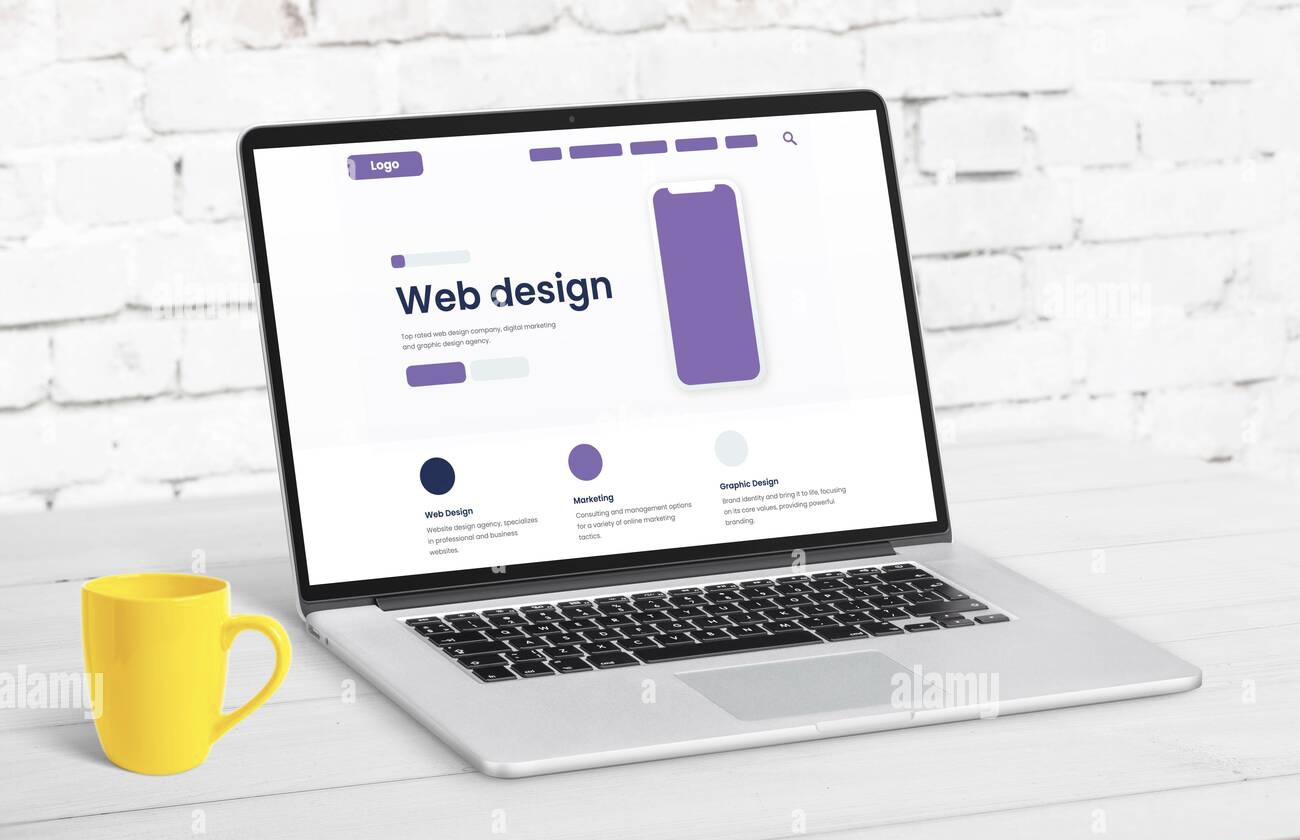 Logo
Web design
Top rated web design company, digital marketing
and graphic design agency.
Web Design
Website design agency, specializes
in professional and business
websites.
Marketing
Consulting and management options
for a variety of online marketing
tactics.
Graphic Design
Brand identity and bring it to life, focusing
on its core values, providing powerful
branding.
alamy
alamy
alamy
alamy